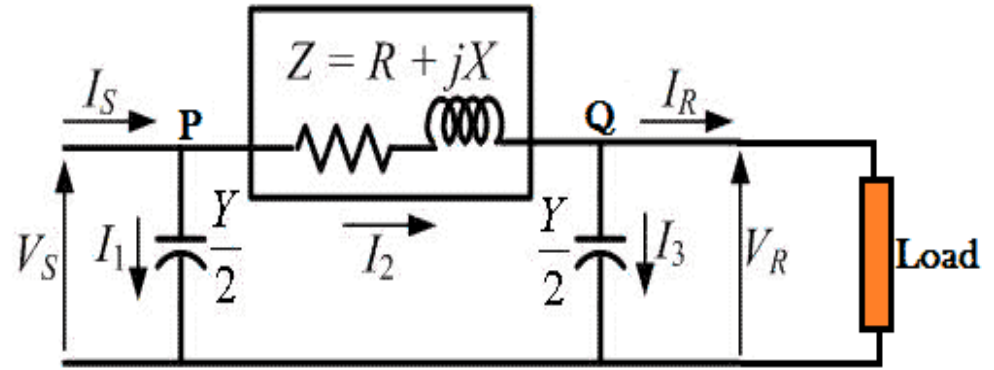 Z = R + jX
I_S
P
Q
I_R
V_S
I_1
Y/2
I_2
Y/2
I_3
V_R
Load